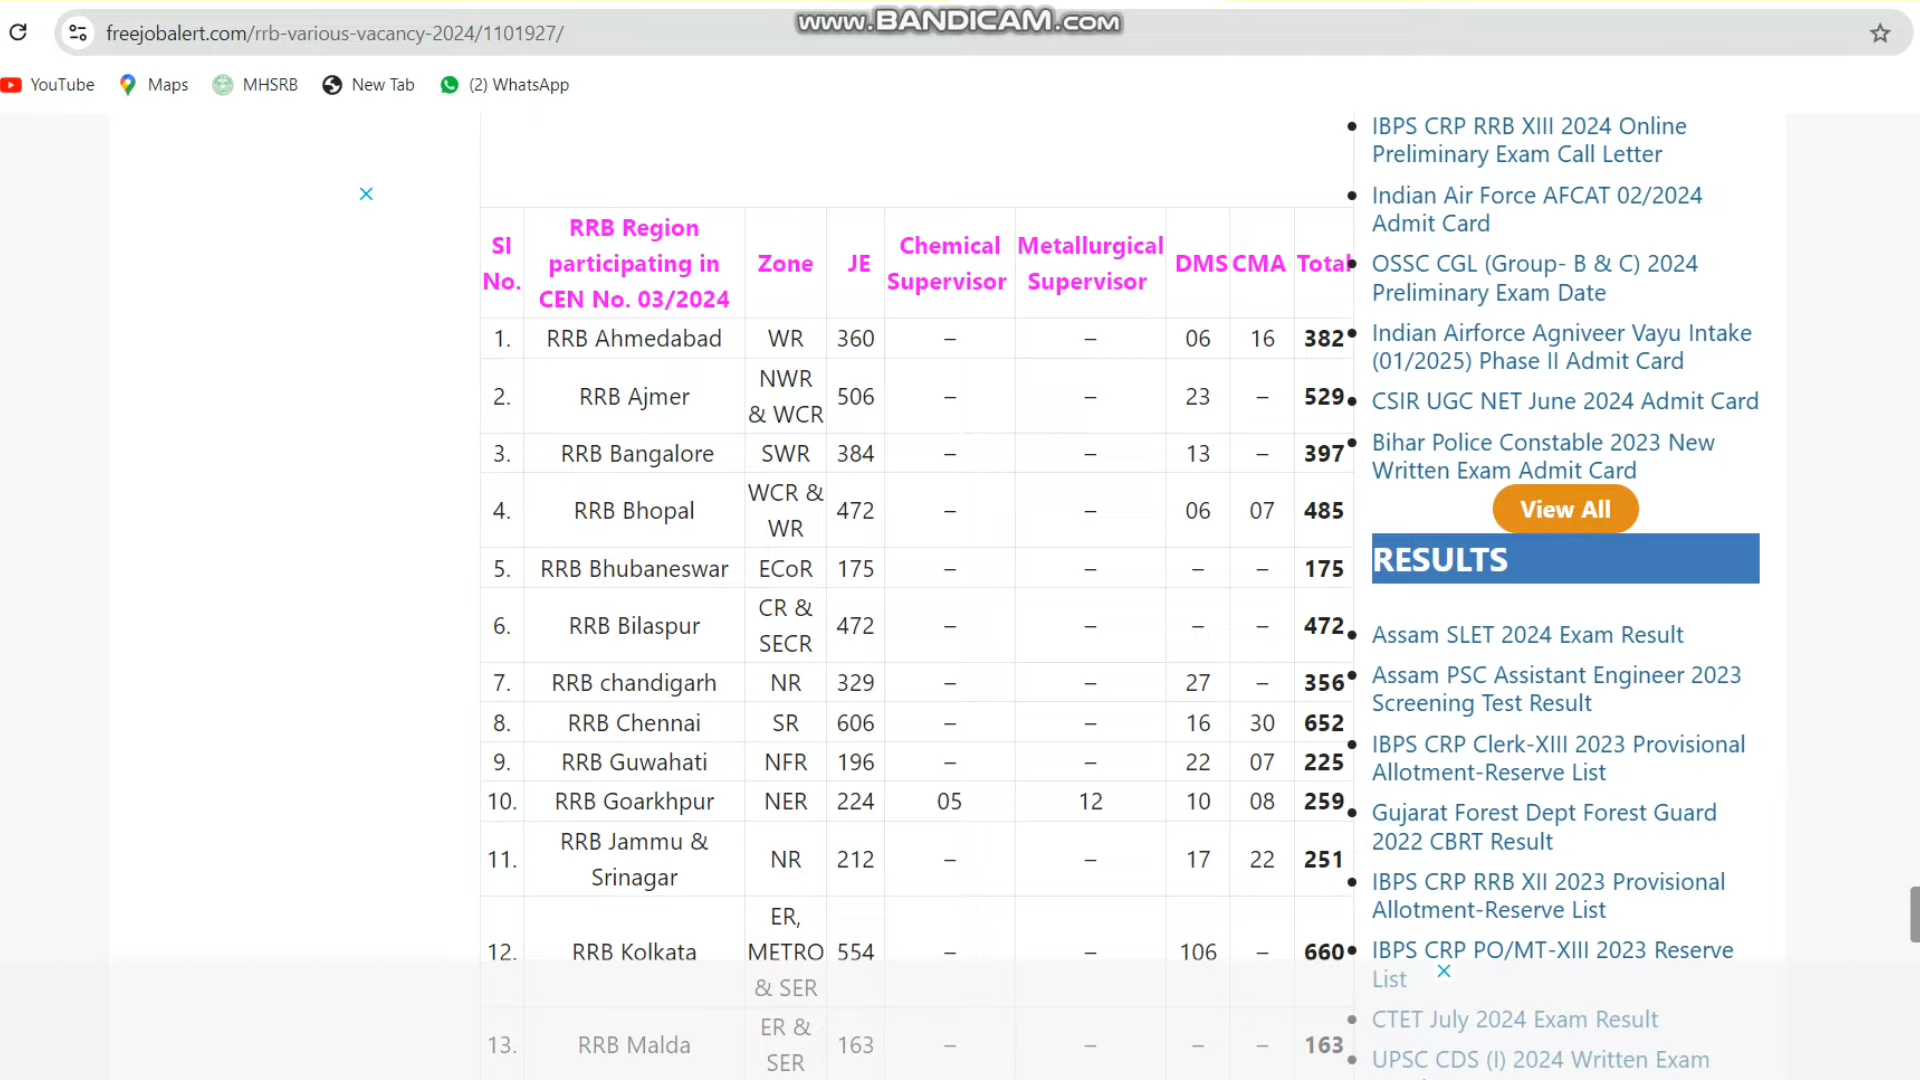 www.BANDICAM.com
freejobalert.com/rrb-various-vacancy-2024/1101927/
YouTube Maps MHSRB New Tab (2) WhatsApp
SI No. RRB Region participating in CEN No. 03/2024 Zone JE Chemical Supervisor Metallurgical Supervisor DMS CMA Total
1. RRB Ahmedabad WR 360 – – 06 16 382
2. RRB Ajmer NWR & WCR 506 – – 23 – 529
3. RRB Bangalore SWR 384 – – 13 – 397
4. RRB Bhopal WCR & WR 472 – – 06 07 485
5. RRB Bhubaneswar ECoR 175 – – – – 175
6. RRB Bilaspur CR & SECR 472 – – – – 472
7. RRB chandigarh NR 329 – – 27 – 356
8. RRB Chennai SR 606 – – 16 30 652
9. RRB Guwahati NFR 196 – – 22 07 225
10. RRB Goarkhpur NER 224 05 12 10 08 259
11. RRB Jammu & Srinagar NR 212 – – 17 22 251
12. RRB Kolkata ER, METRO & SER 554 – – 106 – 660
13. RRB Malda ER & SER 163 – – – – 163
IBPS CRP RRB XIII 2024 Online
Preliminary Exam Call Letter
Indian Air Force AFCAT 02/2024
Admit Card
OSSC CGL (Group- B & C) 2024
Preliminary Exam Date
Indian Airforce Agniveer Vayu Intake
(01/2025) Phase II Admit Card
CSIR UGC NET June 2024 Admit Card
Bihar Police Constable 2023 New
Written Exam Admit Card
View All
RESULTS
Assam SLET 2024 Exam Result
Assam PSC Assistant Engineer 2023
Screening Test Result
IBPS CRP Clerk-XIII 2023 Provisional
Allotment-Reserve List
Gujarat Forest Dept Forest Guard
2022 CBRT Result
IBPS CRP RRB XII 2023 Provisional
Allotment-Reserve List
IBPS CRP PO/MT-XIII 2023 Reserve
List
CTET July 2024 Exam Result
UPSC CDS (I) 2024 Written Exam